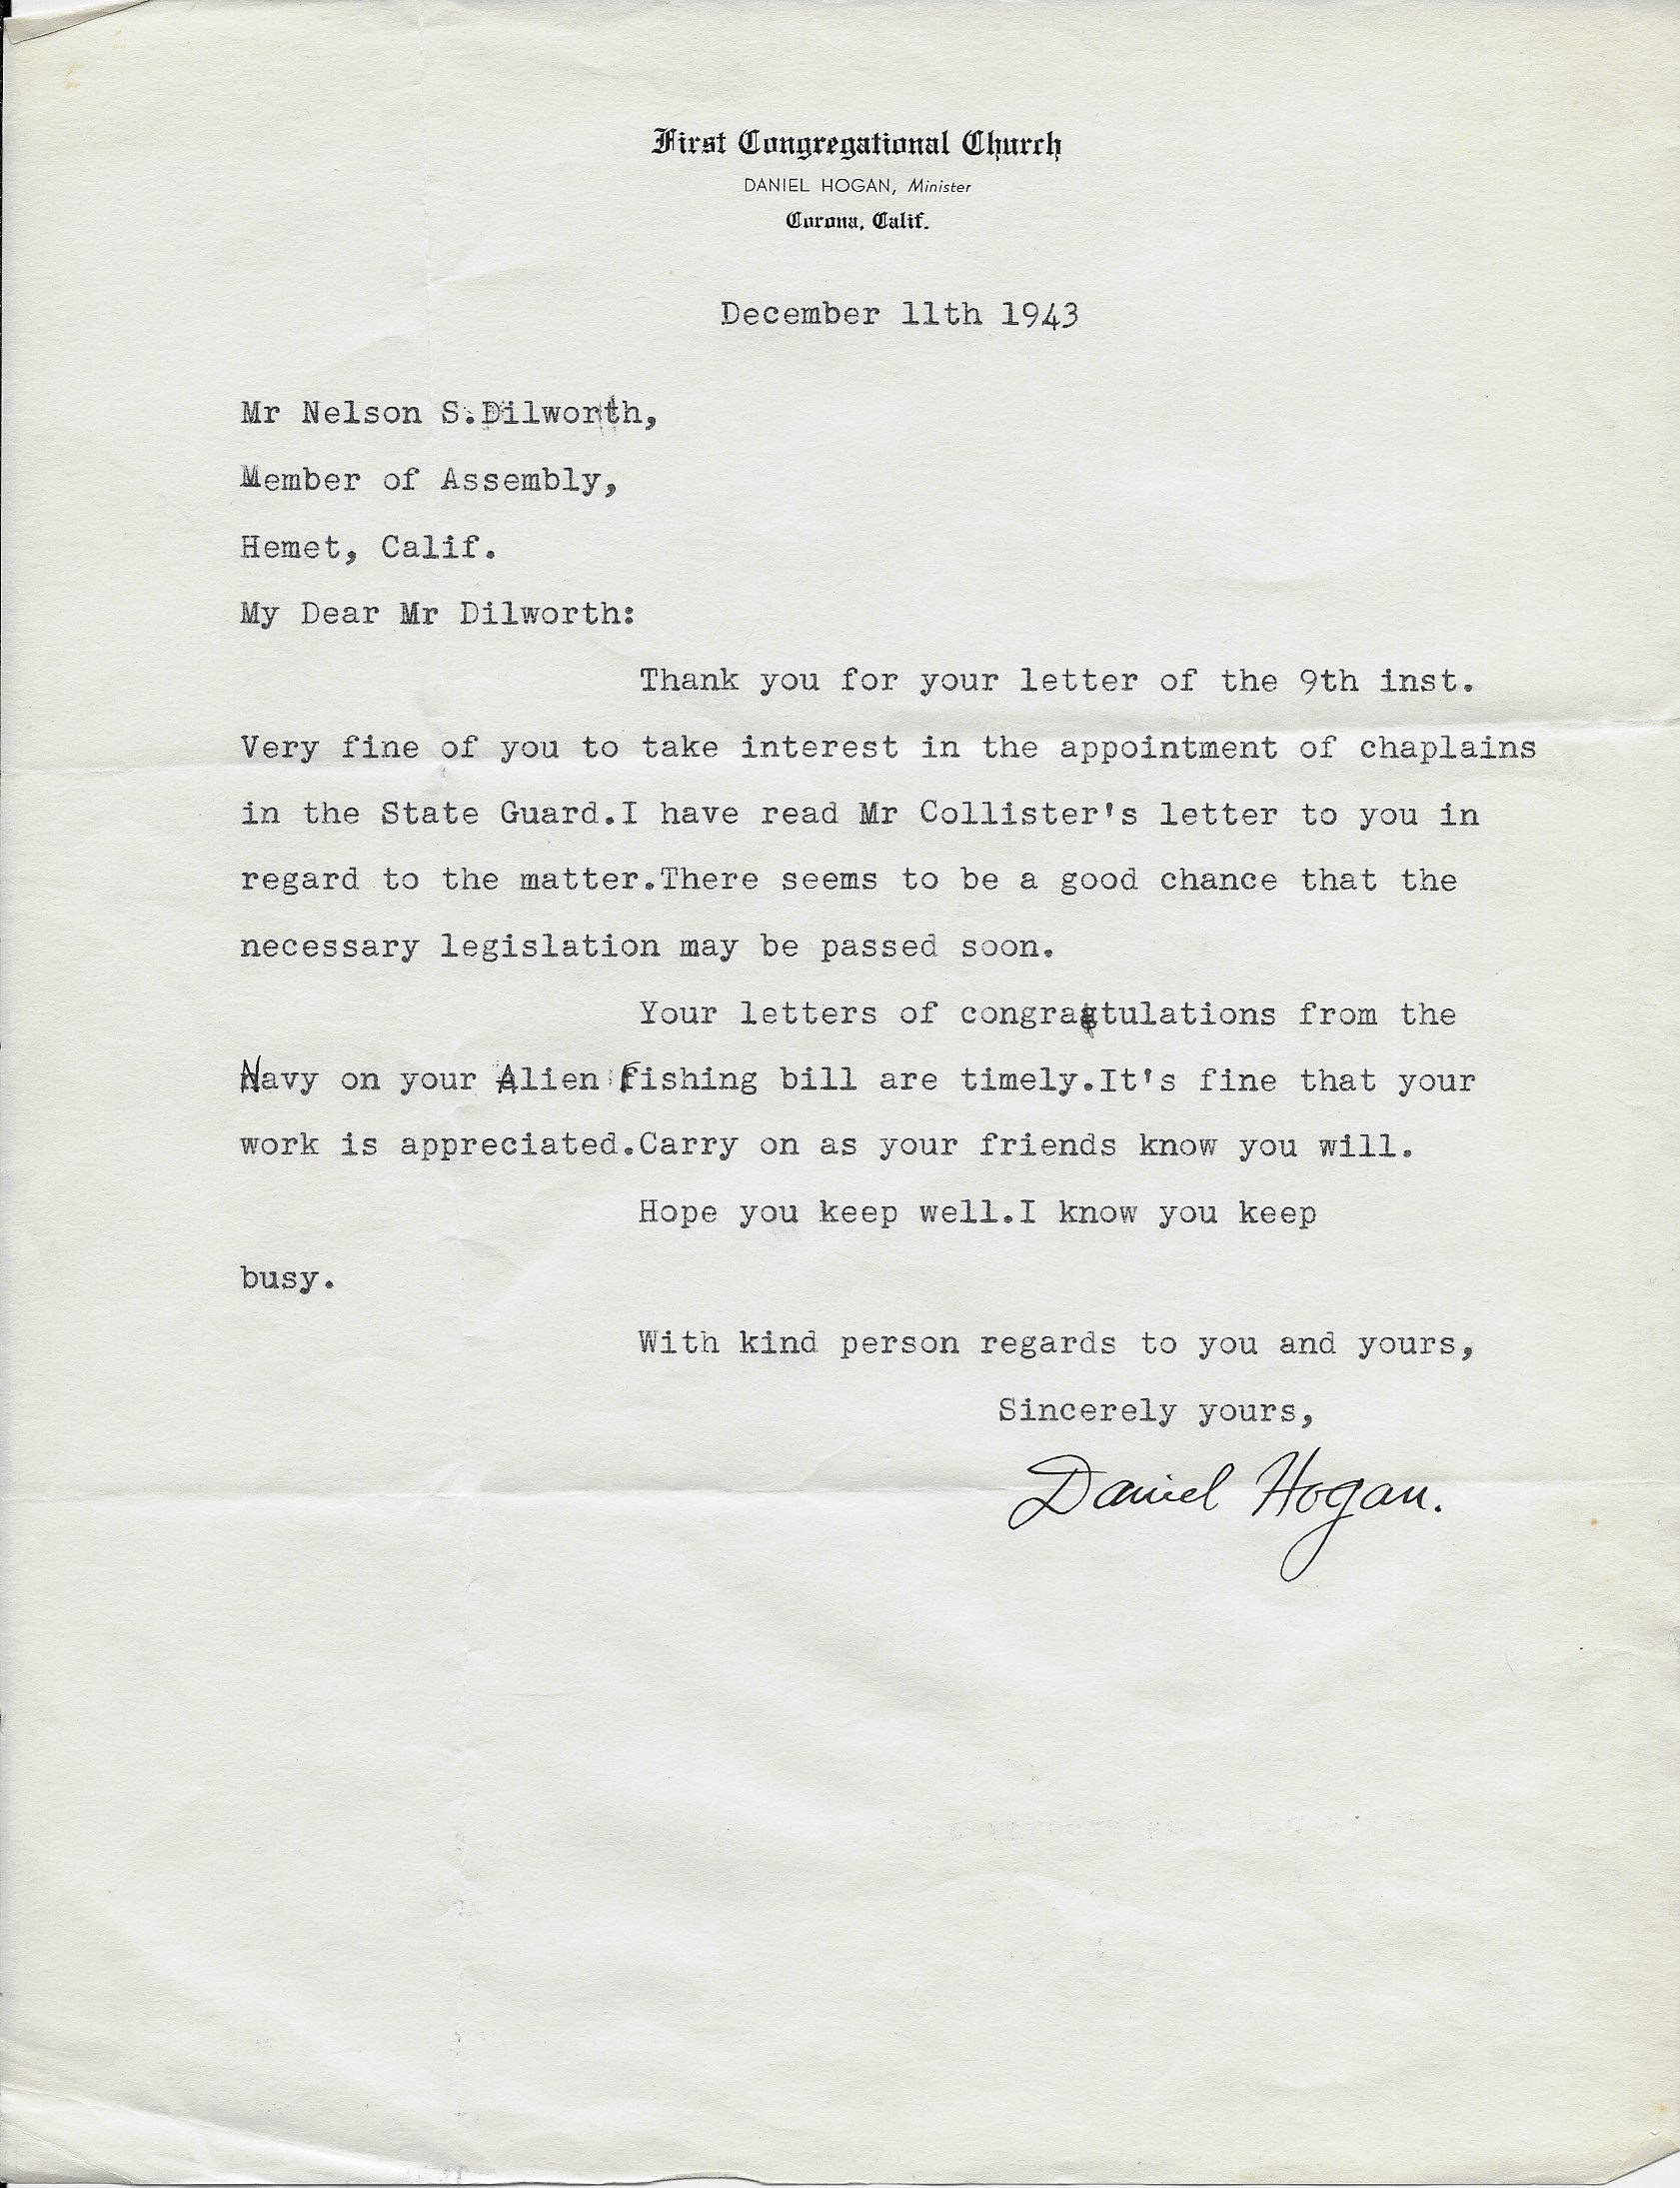 First Congregational Church
DANIEL HOGAN, Minister
Corona, Calif.
December 11th 1943
Mr Nelson S.Dilworth,
Member of Assembly,
Hemet, Calif.
My Dear Mr Dilworth:
Thank you for your letter of the 9th inst.
Very fine of you to take interest in the appointment of chaplains
in the State Guard.I have read Mr Collister's letter to you in
regard to the matter.There seems to be a good chance that the
necessary legislation may be passed soon.
Your letters of congratulations from the
Navy on your Alien fishing bill are timely.It's fine that your
work is appreciated.Carry on as your friends know you will.
Hope you keep well.I know you keep
busy.
With kind person regards to you and yours,
Sincerely yours,
Daniel Hogan.